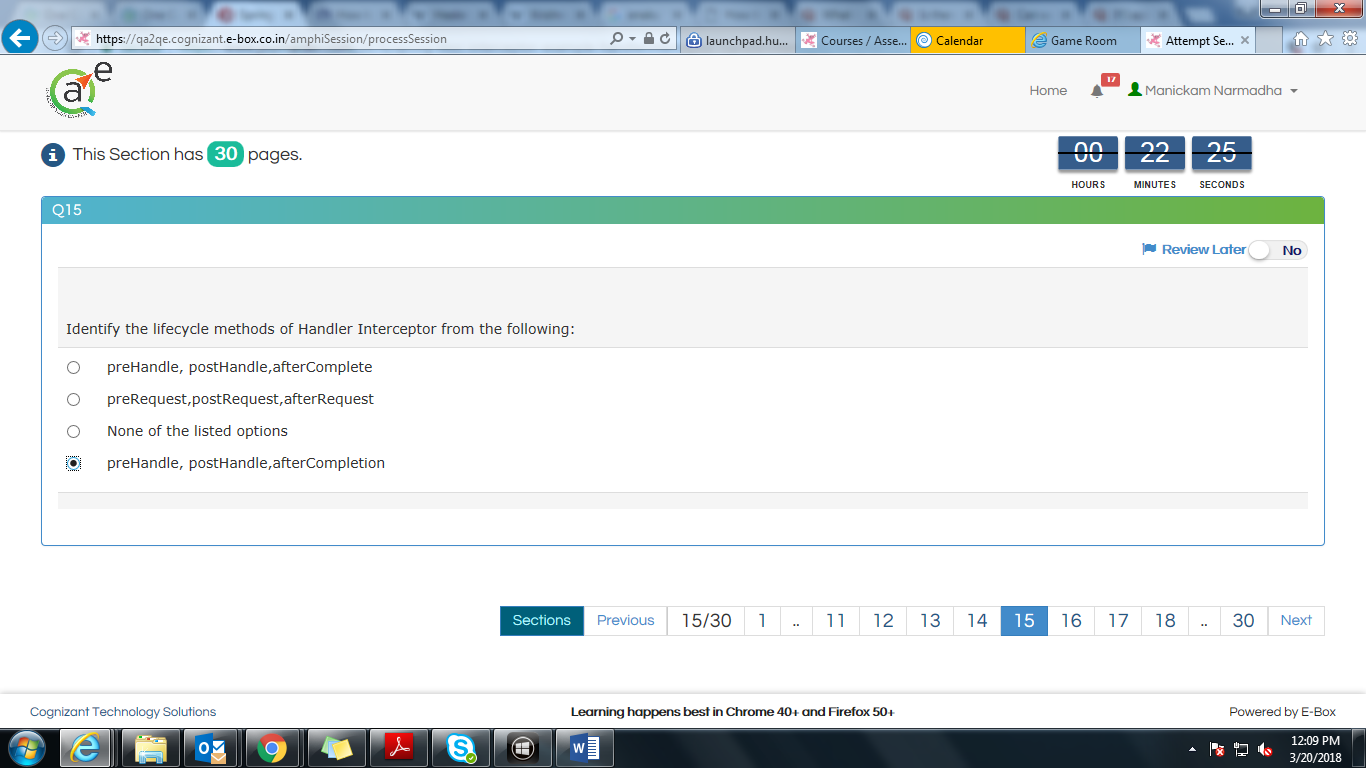 https://qa2qe.cognizant.e-box.co.in/amphiSession/processSession
launchpad.hu...
Courses / Asse...
Calendar
Game Room
Attempt Se...
a e
Home
17
Manickam Narmadha
This Section has 30 pages.
00 22 25
HOURS MINUTES SECONDS
Q15
Review Later No
Identify the lifecycle methods of Handler Interceptor from the following:
preHandle, postHandle,afterComplete
preRequest,postRequest,afterRequest
None of the listed options
preHandle, postHandle,afterCompletion
Sections Previous 15/30 1 .. 11 12 13 14 15 16 17 18 .. 30 Next
Cognizant Technology Solutions
Learning happens best in Chrome 40+ and Firefox 50+
Powered by E-Box
12:09 PM
3/20/2018